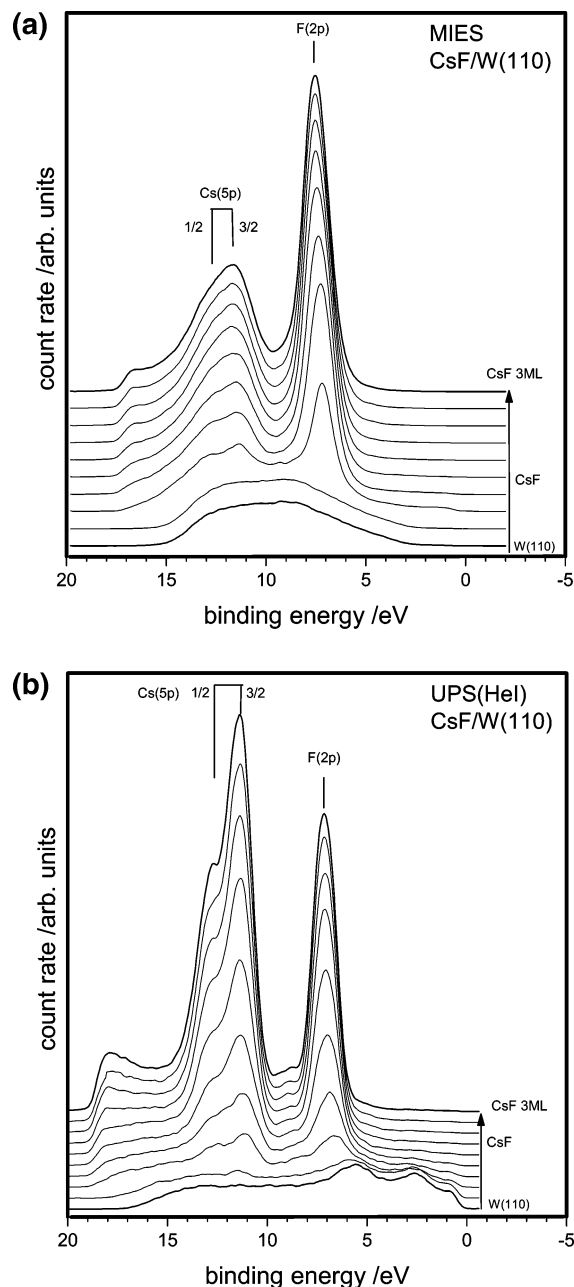 (a)
MIES
CsF/W(110)
F(2p)
Cs(5p)
1/2 3/2
count rate /arb. units
CsF 3ML
CsF
W(110)
20 15 10 5 0 -5
binding energy /eV
(b)
UPS(HeI)
CsF/W(110)
Cs(5p) 1/2 3/2
F(2p)
count rate /arb. units
CsF 3ML
CsF
W(110)
20 15 10 5 0 -5
binding energy /eV